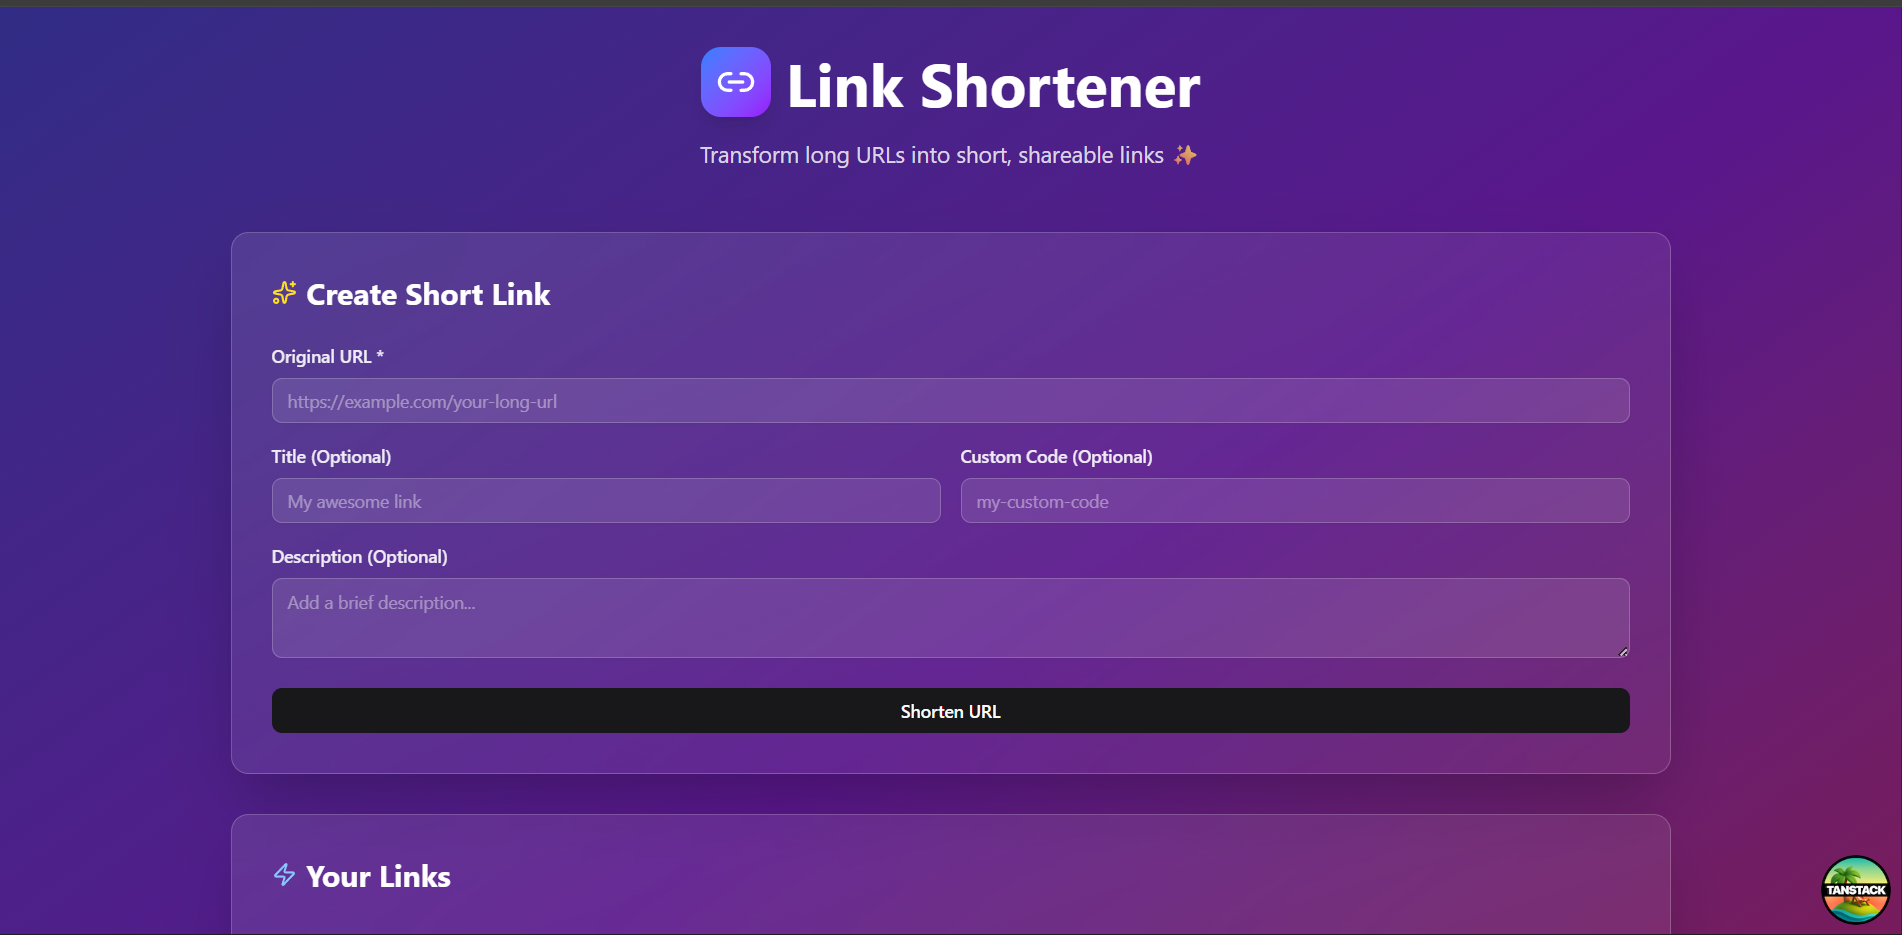 Link Shortener
Transform long URLs into short, shareable links ✨
Create Short Link
Original URL *
https://example.com/your-long-url
Title (Optional)
Custom Code (Optional)
My awesome link
my-custom-code
Description (Optional)
Add a brief description...
Shorten URL
Your Links
TANSTACK